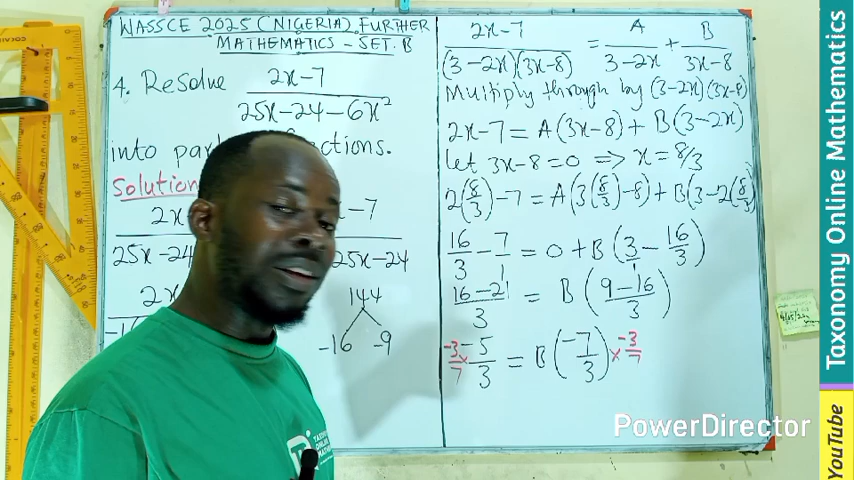 WASSCE 2025 (NIGERIA) FURTHER
MATHEMATICS - SET. B
4. Resolve 2x-7 / 25x-24-6x²
into fractions.
Solution
25x-24
-7
25x-24
144
-16 -9
2x-7 / (3-2x)(3x-8) = A / 3-2x + B / 3x-8
Multiply through by (3-2x)(3x-8)
2x-7 = A(3x-8) + B(3-2x)
let 3x-8=0 => x=8/3
2(8/3)-7 = A(3(8/3)-8) + B(3-2(8/3))
16/3 - 7/1 = 0 + B(3/1 - 16/3)
16-21 / 3 = B(9-16 / 3)
-3/7 × -5/3 = B(-7/3) × -3/7
PowerDirector
Taxonomy Online Mathematics
YouTube